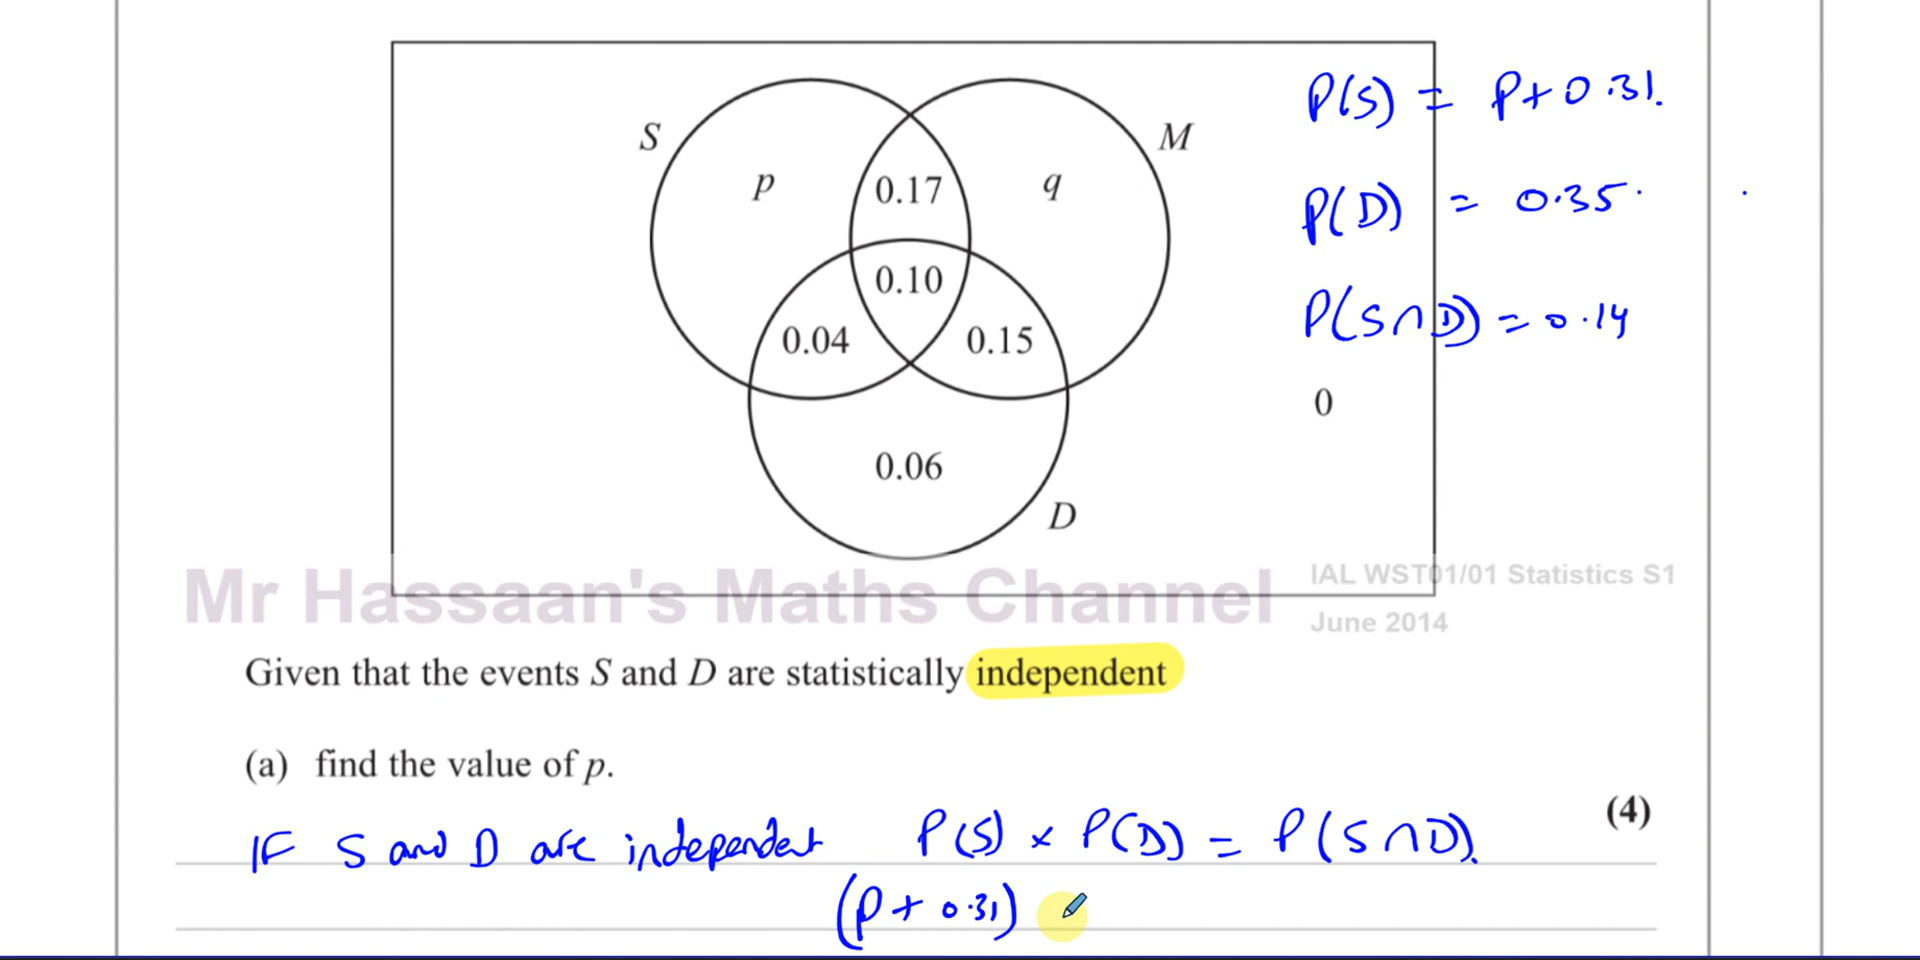 S
M
p
0.17
q
0.10
0.04
0.15
0.06
D
0
P(S) = P+0.31.
P(D) = 0.35.
P(S∩D) = 0.14
Mr Hassaan's Maths Channel
IAL WST01/01 Statistics S1
June 2014
Given that the events S and D are statistically independent
(a) find the value of p.
(4)
IF S and D are independent P(S) × P(D) = P(S∩D).
(P + 0.31)